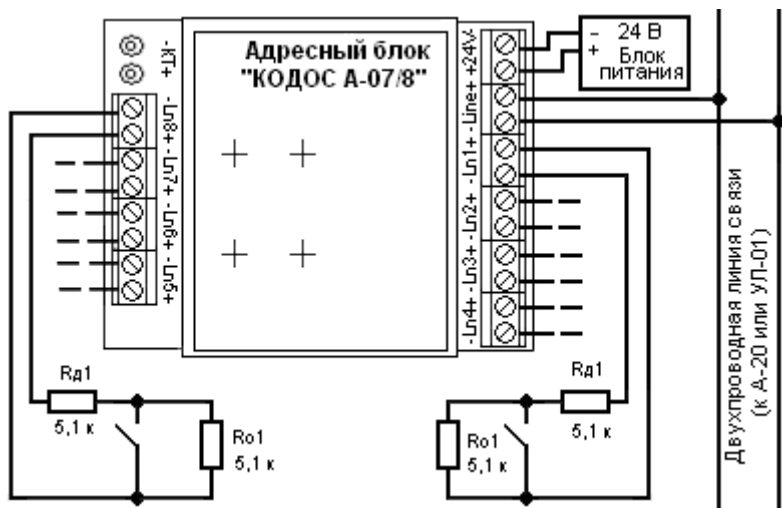 Адресный блок
"КОДОС А-07/8"
-КТ+
-Ln8+
-Ln7+
-Ln6+
-Ln5+
+24V-
-Line+
-Ln1+
-Ln2+
-Ln3+
-Ln4+
- 24 В
+ Блок
питания
Двухпроводная линия связи
(к А-20 или УЛ-01)
Rд1
5,1 к
Ro1
5,1 к
Rд1
5,1 к
Ro1
5,1 к